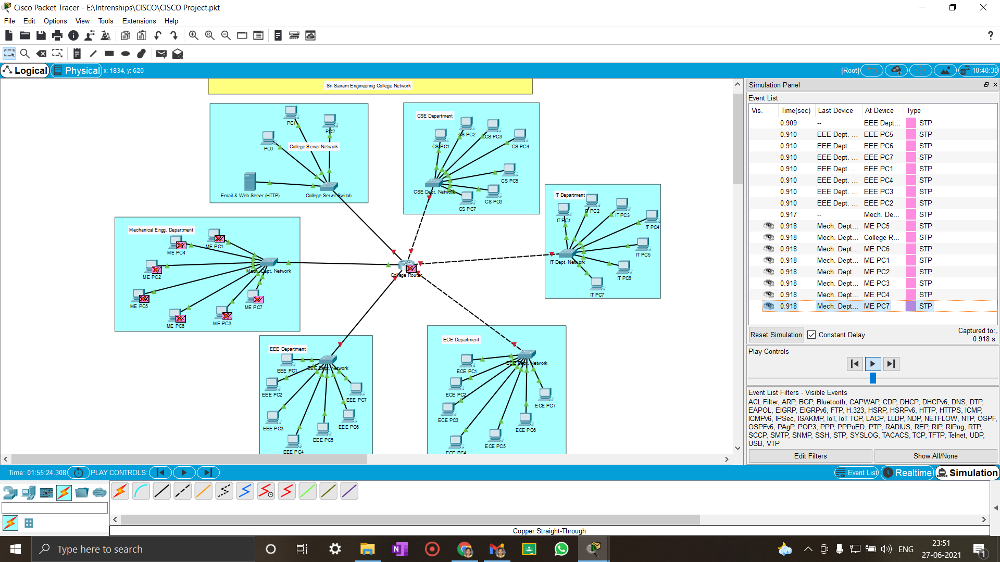 Cisco Packet Tracer - E:\Intrenships\CISCO\CISCO Project.pkt
File Edit Options View Tools Extensions Help
Logical Physical x: 1834, y: 620 [Root] 10:40:30
Sri Sairam Engineering College Network
PC1
PC2
PC0
College Server Network
Email & Web Server (HTTP)
College Server Switch
CSE Department
CS PC2
CS PC3
CS PC1
CS PC4
CS PC5
CSE Dept. Network
CS PC6
CS PC7
IT Department
IT PC2
IT PC3
IT PC1
IT PC4
IT PC5
IT Dept. Network
IT PC6
IT PC7
Mechanical Engg. Department
ME PC1
ME PC4
ME PC2
Mech. Dept. Network
ME PC5
ME PC7
ME PC3
ME PC6
College Router
EEE Department
EEE PC1
EEE Dept. Network
EEE PC2
EEE PC7
EEE PC3
EEE PC6
EEE PC5
EEE PC4
ECE Department
ECE Dept. Network
ECE PC1
ECE PC2
ECE PC7
ECE PC3
ECE PC6
ECE PC5
ECE PC4
Simulation Panel
Event List
Vis. Time(sec) Last Device At Device Type
0.909 -- EEE Dept... STP
0.910 EEE Dept. ... EEE PC5 STP
0.910 EEE Dept. ... EEE PC6 STP
0.910 EEE Dept. ... EEE PC7 STP
0.910 EEE Dept. ... EEE PC1 STP
0.910 EEE Dept. ... EEE PC4 STP
0.910 EEE Dept. ... EEE PC3 STP
0.910 EEE Dept. ... EEE PC2 STP
0.917 -- Mech. De... STP
0.918 Mech. Dept... ME PC5 STP
0.918 Mech. Dept... College R... STP
0.918 Mech. Dept... ME PC6 STP
0.918 Mech. Dept... ME PC1 STP
0.918 Mech. Dept... ME PC2 STP
0.918 Mech. Dept... ME PC3 STP
0.918 Mech. Dept... ME PC4 STP
0.918 Mech. Dept... ME PC7 STP
Reset Simulation Constant Delay Captured to:
0.918 s
Play Controls
Event List Filters - Visible Events
ACL Filter, ARP, BGP, Bluetooth, CAPWAP, CDP, DHCP, DHCPv6, DNS, DTP,
EAPOL, EIGRP, EIGRPv6, FTP, H.323, HSRP, HSRPv6, HTTP, HTTPS, ICMP,
ICMPv6, IPSec, ISAKMP, IoT, IoT TCP, LACP, LLDP, NDP, NETFLOW, NTP, OSPF,
OSPFv6, PAgP, POP3, PPP, PPPoED, PTP, RADIUS, REP, RIP, RIPng, RTP,
SCCP, SMTP, SNMP, SSH, STP, SYSLOG, TACACS, TCP, TFTP, Telnet, UDP,
USB, VTP
Edit Filters Show All/None
Time: 01:55:24.308 PLAY CONTROLS: Event List Realtime Simulation
Copper Straight-Through
Type here to search
ENG
23:51
27-06-2021
1